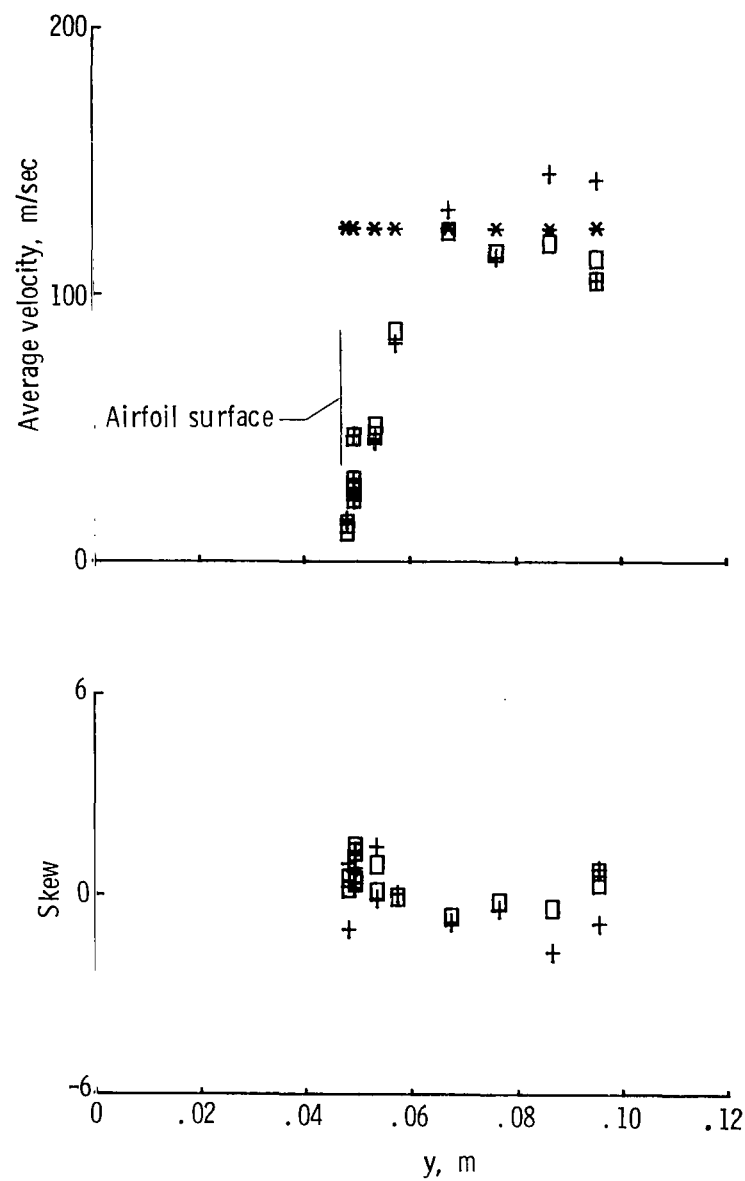 200
100
0
Average velocity, m/sec
Airfoil surface
6
0
-6
Skew
0 .02 .04 .06 .08 .10 .12
y, m